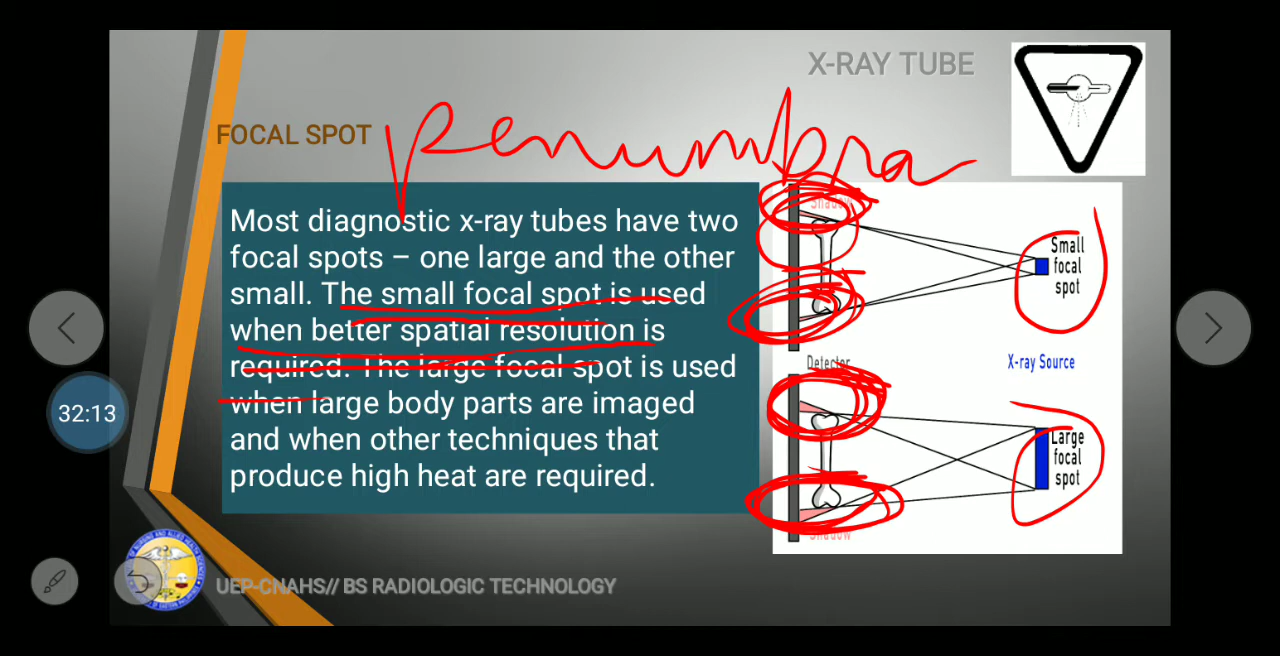 X-RAY TUBE
FOCAL SPOT
Penumbra
Most diagnostic x-ray tubes have two
focal spots – one large and the other
small. The small focal spot is used
when better spatial resolution is
required. The large focal spot is used
when large body parts are imaged
and when other techniques that
produce high heat are required.
Shadow
Small
focal
spot
Detector
X-ray Source
Large
focal
spot
Shadow
32:13
UEP-CNAHS// BS RADIOLOGIC TECHNOLOGY